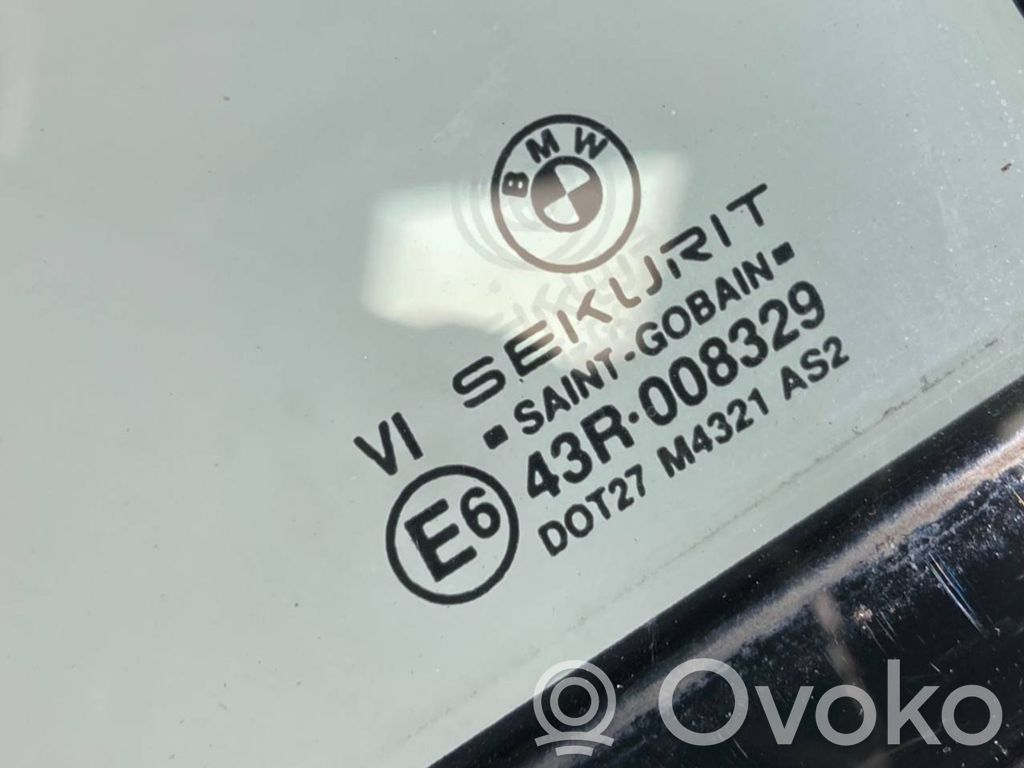 BMW
SEKURIT
SAINT-GOBAIN
VI
E6 43R-008329
DOT27 M4321 AS2
Ovoko